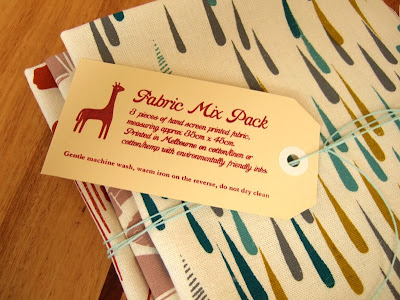 Fabric Mix Pack
3 pieces of hand screen printed fabric,
measuring approx. 35cm x 45cm.
Printed in Melbourne on cotton/linen or
cotton/hemp with environmentally friendly inks.
Gentle machine wash, warm iron on the reverse, do not dry clean